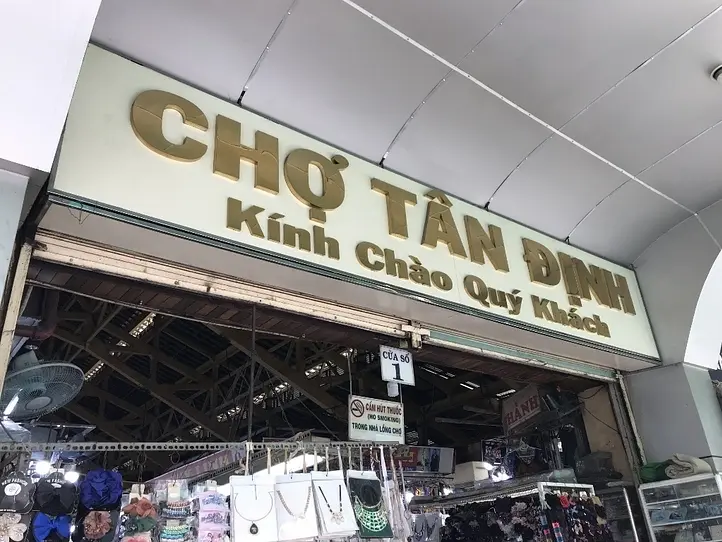 CHỢ TÂN ĐỊNH
Kính Chào Quý Khách
CỬA SỐ
1
CẤM HÚT THUỐC
(NO SMOKING)
TRONG NHÀ LỒNG CHỢ
HÀNH